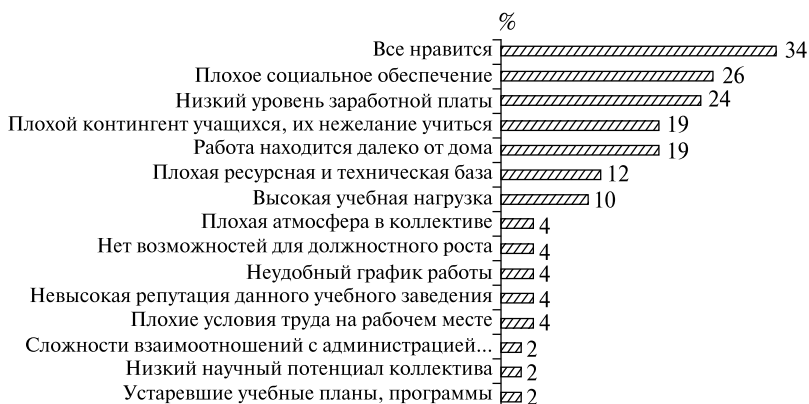 %
Все нравится 34
Плохое социальное обеспечение 26
Низкий уровень заработной платы 24
Плохой контингент учащихся, их нежелание учиться 19
Работа находится далеко от дома 19
Плохая ресурсная и техническая база 12
Высокая учебная нагрузка 10
Плохая атмосфера в коллективе 4
Нет возможностей для должностного роста 4
Неудобный график работы 4
Невысокая репутация данного учебного заведения 4
Плохие условия труда на рабочем месте 4
Сложности взаимоотношений с администрацией... 2
Низкий научный потенциал коллектива 2
Устаревшие учебные планы, программы 2